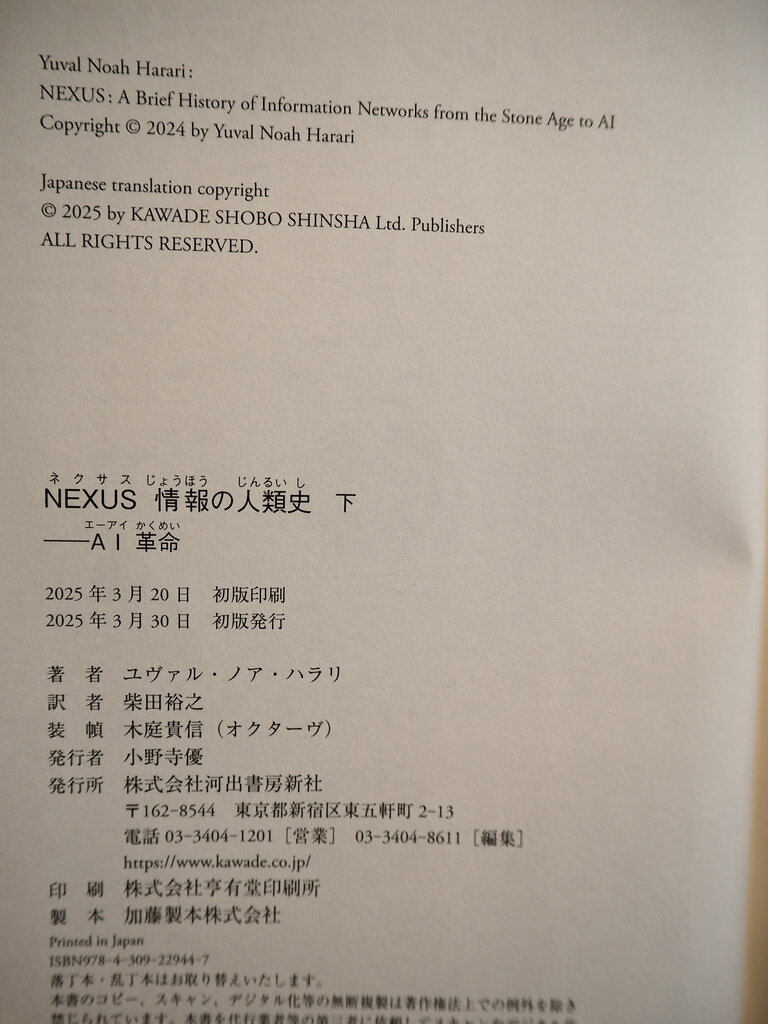 Yuval Noah Harari:
NEXUS: A Brief History of Information Networks from the Stone Age to AI
Copyright © 2024 by Yuval Noah Harari
Japanese translation copyright
© 2025 by KAWADE SHOBO SHINSHA Ltd. Publishers
ALL RIGHTS RESERVED.
ネクサス じょうほう じんるいし
NEXUS 情報の人類史 下
エーアイ かくめい
——AI 革命
2025 年 3 月 20 日 初版印刷
2025 年 3 月 30 日 初版発行
著 者 ユヴァル・ノア・ハラリ
訳 者 柴田裕之
装 幀 木庭貴信(オクターヴ)
発行者 小野寺優
発行所 株式会社河出書房新社
〒162-8544 東京都新宿区東五軒町 2-13
電話 03-3404-1201[営業] 03-3404-8611[編集]
https://www.kawade.co.jp/
印 刷 株式会社亨有堂印刷所
製 本 加藤製本株式会社
Printed in Japan
ISBN978-4-309-22944-7
落丁本・乱丁本はお取り替えいたします。
本書のコピー、スキャン、デジタル化等の無断複製は著作権法上での例外を除き
禁じられています。本書を代行業者等の第三者に依頼してスキャンやデジタル